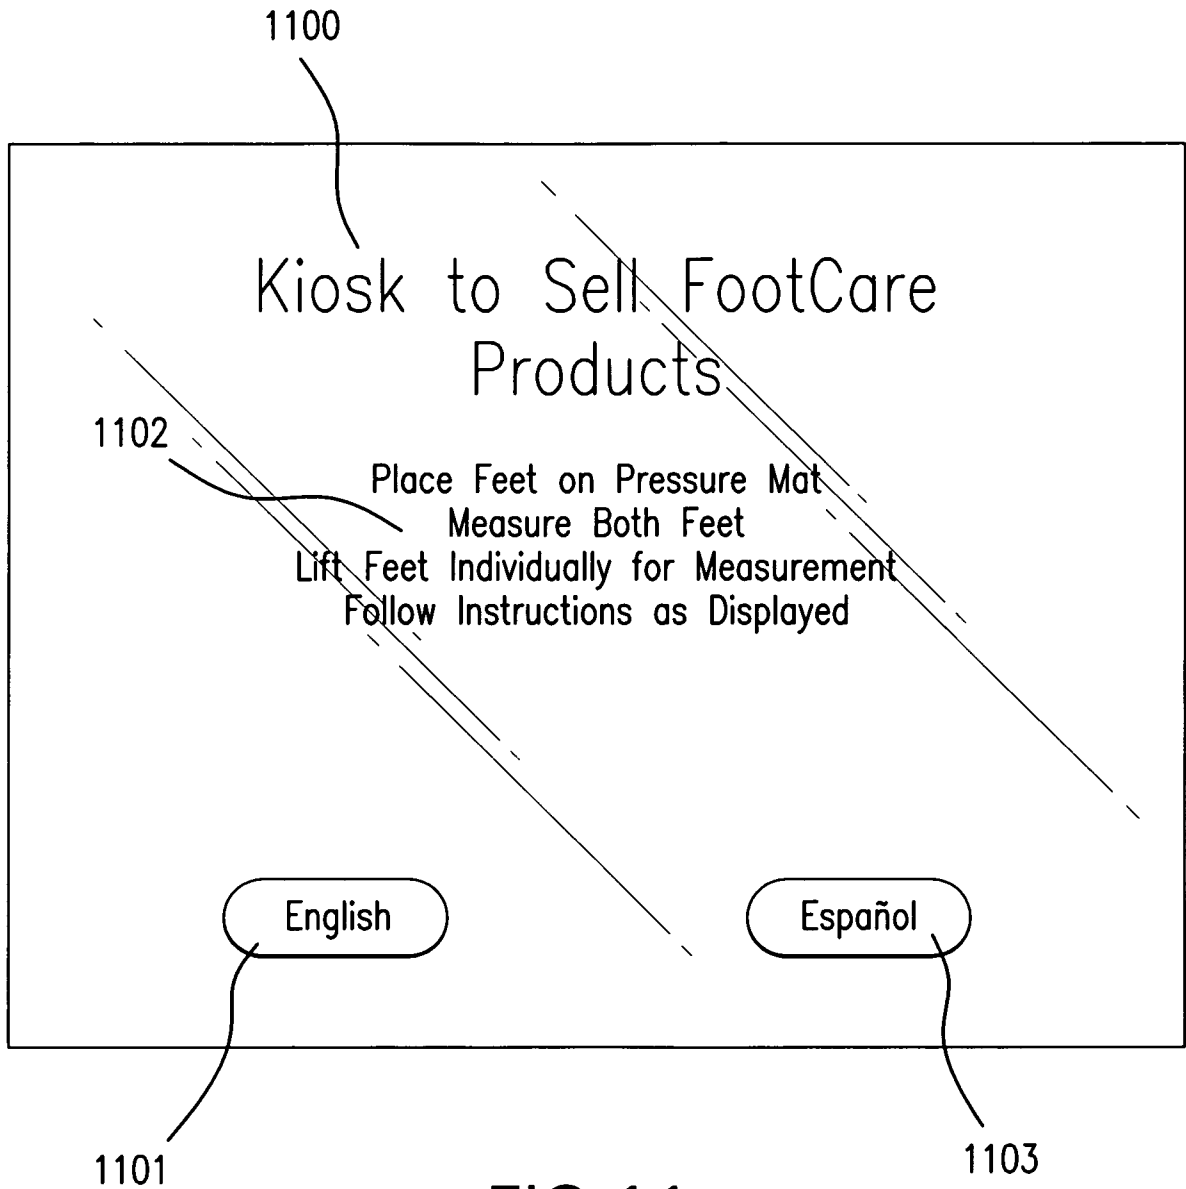 1100
Kiosk to Sell FootCare
Products
1102
Place Feet on Pressure Mat
Measure Both Feet
Lift Feet Individually for Measurement
Follow Instructions as Displayed
English
Español
1101
1103